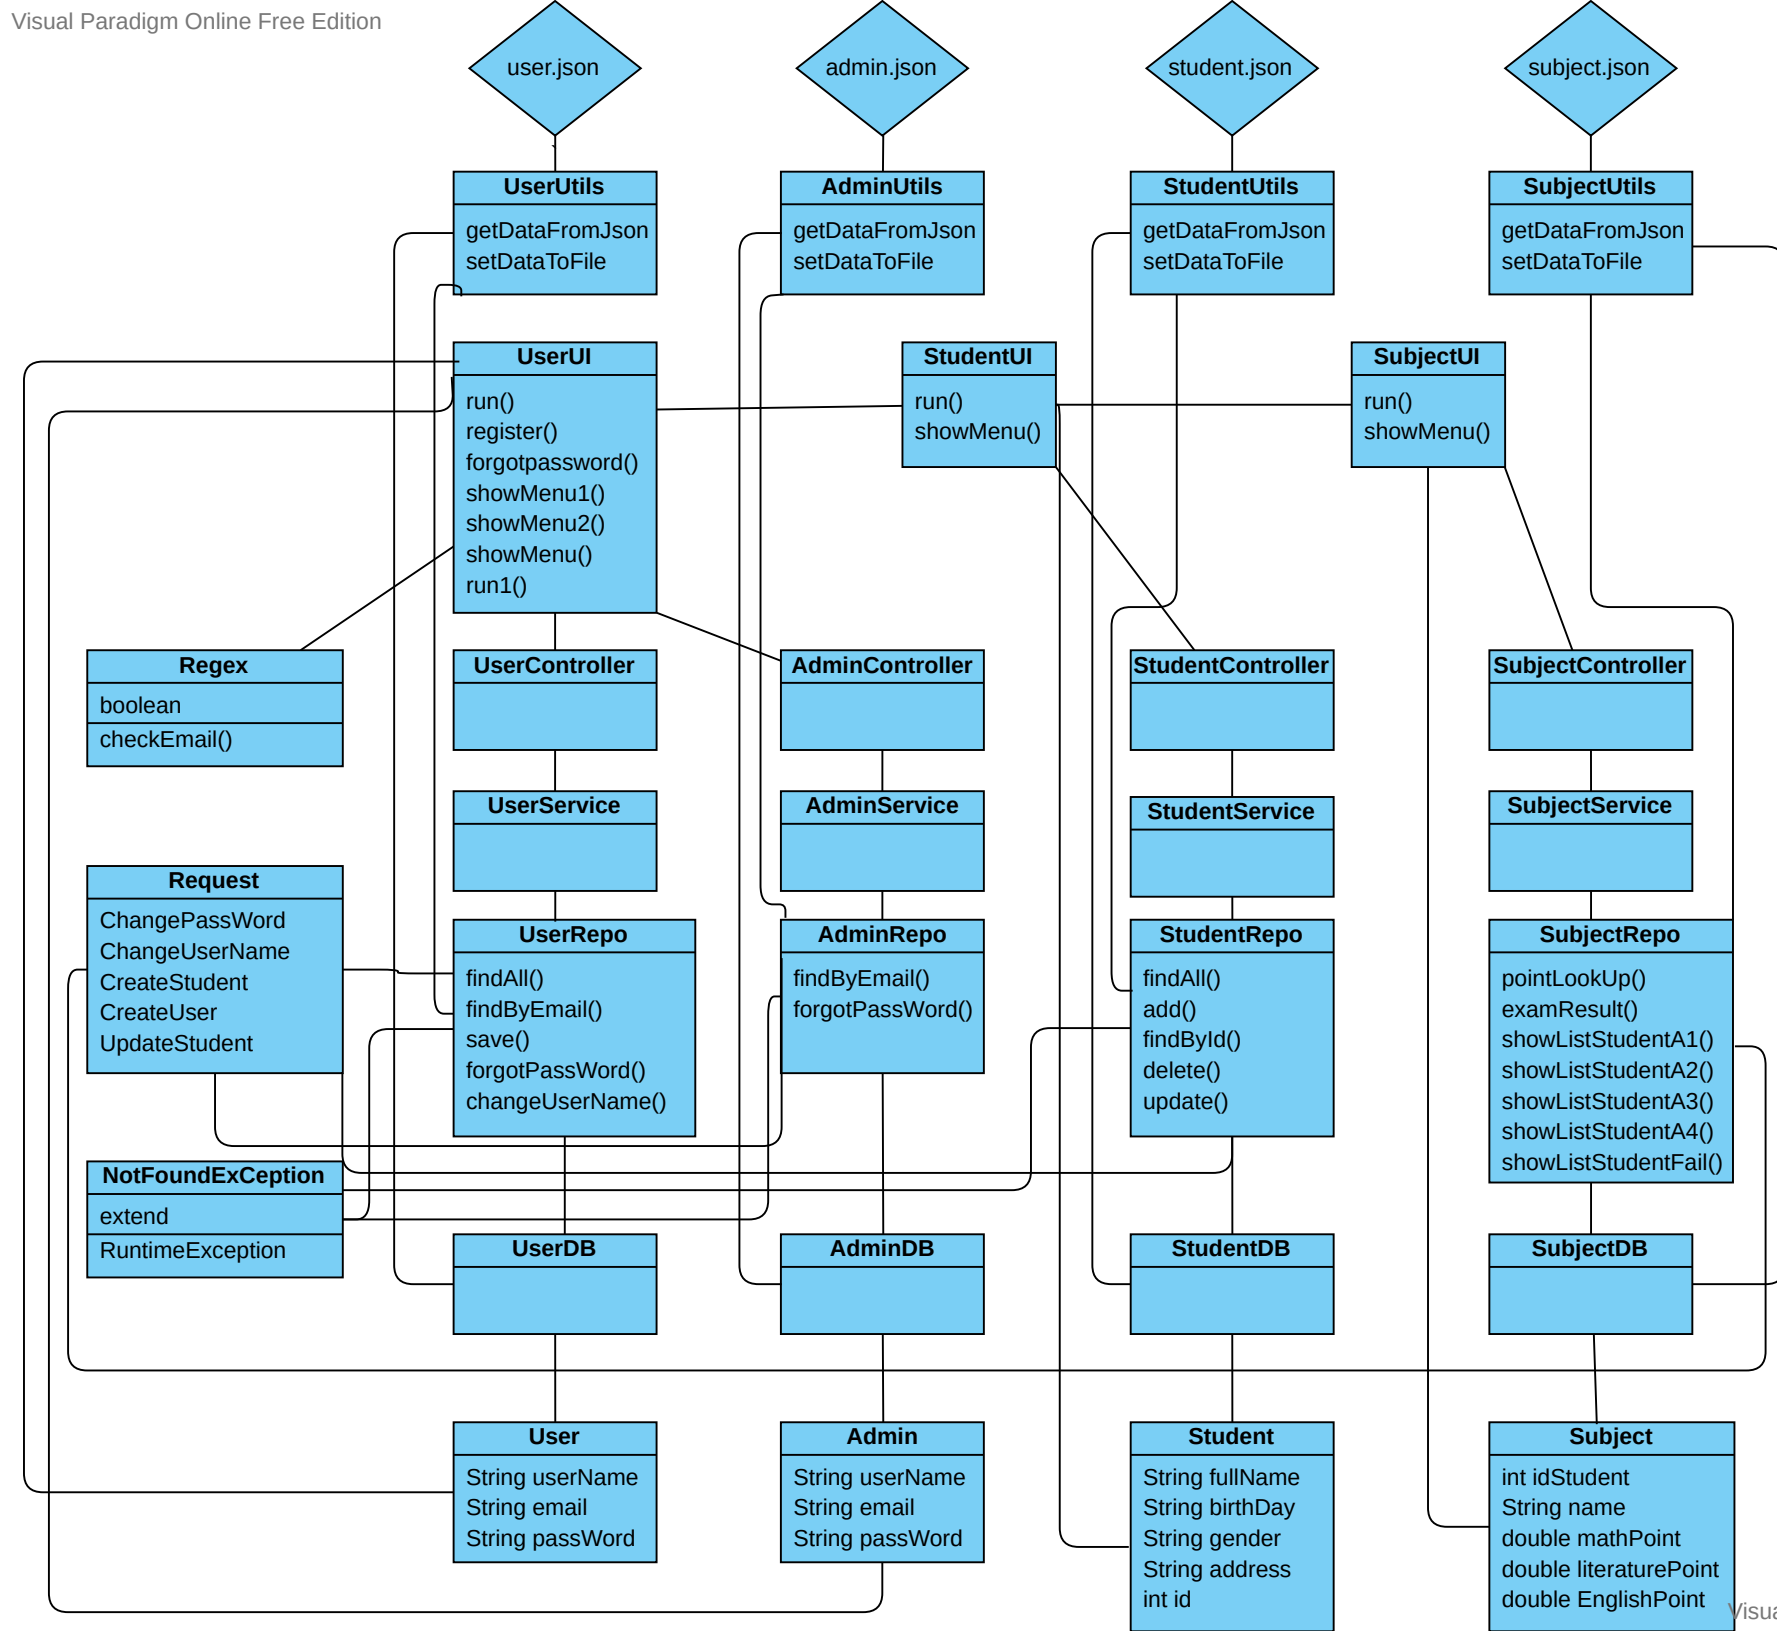 Visual Paradigm Online Free Edition
user.json
admin.json
student.json
subject.json
UserUtils
getDataFromJson
setDataToFile
AdminUtils
getDataFromJson
setDataToFile
StudentUtils
getDataFromJson
setDataToFile
SubjectUtils
getDataFromJson
setDataToFile
UserUI
run()
register()
forgotpassword()
showMenu1()
showMenu2()
showMenu()
run1()
StudentUI
run()
showMenu()
SubjectUI
run()
showMenu()
Regex
boolean
checkEmail()
UserController
AdminController
StudentController
SubjectController
UserService
AdminService
StudentService
SubjectService
Request
ChangePassWord
ChangeUserName
CreateStudent
CreateUser
UpdateStudent
UserRepo
findAll()
findByEmail()
save()
forgotPassWord()
changeUserName()
AdminRepo
findByEmail()
forgotPassWord()
StudentRepo
findAll()
add()
findById()
delete()
update()
SubjectRepo
pointLookUp()
examResult()
showListStudentA1()
showListStudentA2()
showListStudentA3()
showListStudentA4()
showListStudentFail()
NotFoundExCeption
extend
RuntimeException
UserDB
AdminDB
StudentDB
SubjectDB
User
String userName
String email
String passWord
Admin
String userName
String email
String passWord
Student
String fullName
String birthDay
String gender
String address
int id
Subject
int idStudent
String name
double mathPoint
double literaturePoint
double EnglishPoint